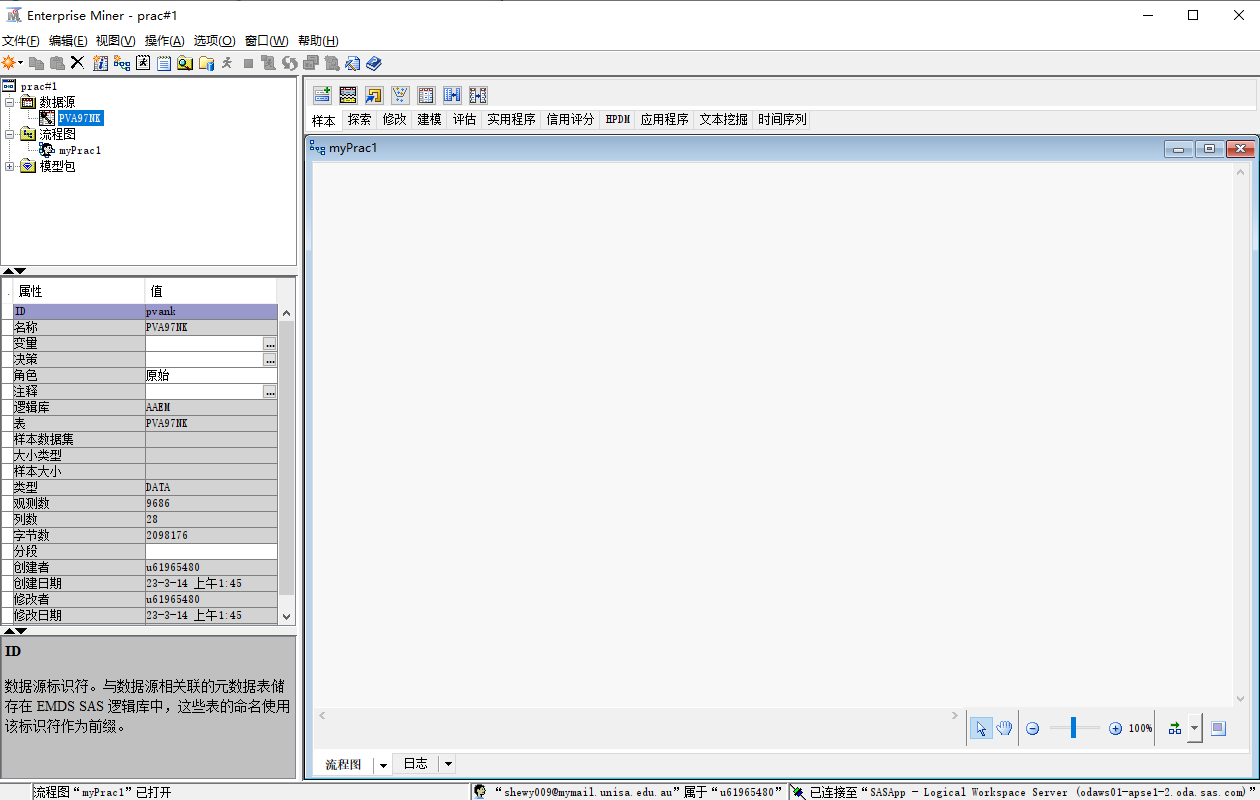 Enterprise Miner - prac#1
文件(F) 编辑(E) 视图(V) 操作(A) 选项(O) 窗口(W) 帮助(H)
prac#1
数据源
PVA97NK
流程图
myPrac1
模型包
样本 探索 修改 建模 评估 实用程序 信用评分 HPDM 应用程序 文本挖掘 时间序列
myPrac1
. 属性 值
ID pvank
名称 PVA97NK
变量 ...
决策 ...
角色 原始
注释 ...
逻辑库 AAEM
表 PVA97NK
样本数据集
大小类型
样本大小
类型 DATA
观测数 9686
列数 28
字节数 2098176
分段
创建者 u61965480
创建日期 23-3-14 上午1:45
修改者 u61965480
修改日期 23-3-14 上午1:45
ID
数据源标识符。与数据源相关联的元数据表储
存在 EMDS SAS 逻辑库中，这些表的命名使用
该标识符作为前缀。
100%
流程图 日志
流程图“myPrac1”已打开 “shewy009@mymail.unisa.edu.au”属于“u61965480” 已连接至“SASApp - Logical Workspace Server (odaws01-apse1-2.oda.sas.com)”